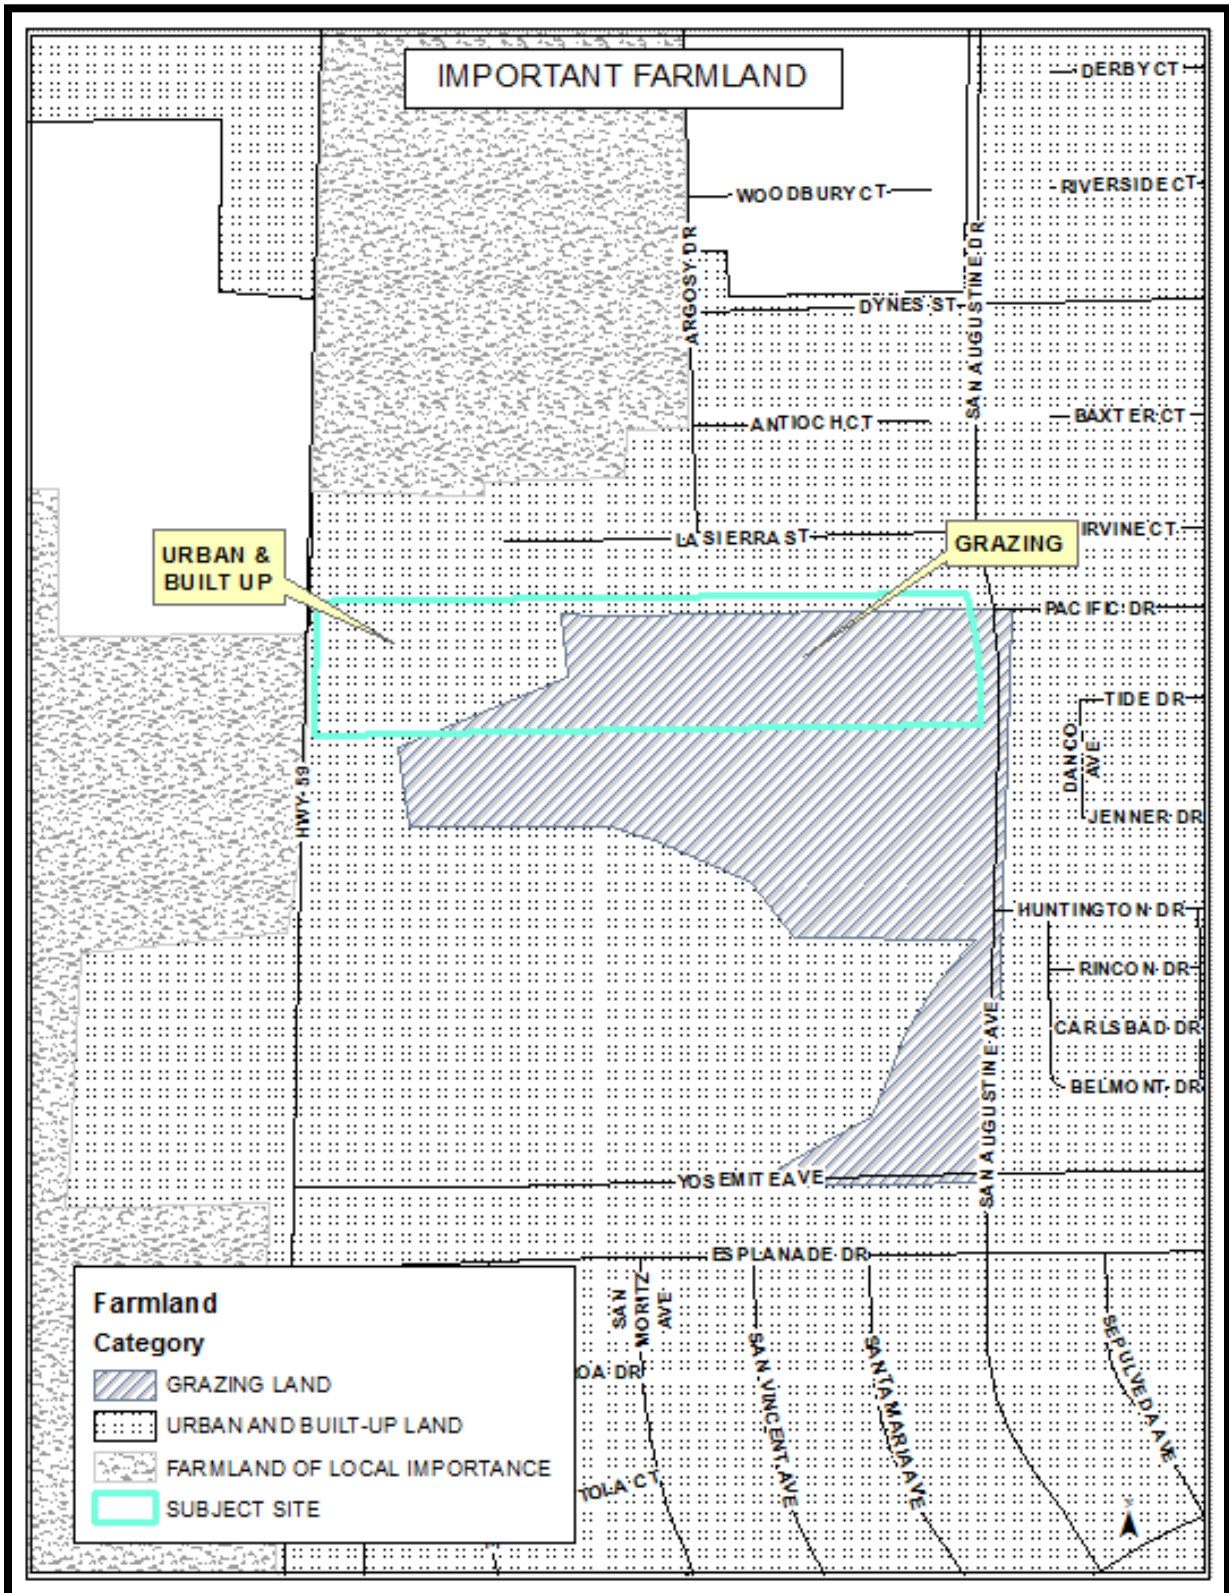 IMPORTANT FARMLAND
DERBY CT
RIVERSIDE CT
WOODBURY CT
ARGOSY DR
SAN AUGUSTINE DR
DYNES ST
ANTIOCH CT
BAXTER CT
LA SIERRA ST
IRVINE CT
URBAN &
BUILT UP
GRAZING
PACIFIC DR
TIDE DR
DANCO
AVE
JENNER DR
HWY 59
HUNTINGTON DR
RINCON DR
CARLSBAD DR
BELMONT DR
SAN AUGUSTINE AVE
YOSEMITE AVE
ESPLANADE DR
SAN
MORITZ
AVE
SAN VINCENT AVE
SANTA MARIA AVE
SEPULVEDA AVE
OA DR
TOLA CT
Farmland
Category
GRAZING LAND
URBAN AND BUILT-UP LAND
FARMLAND OF LOCAL IMPORTANCE
SUBJECT SITE